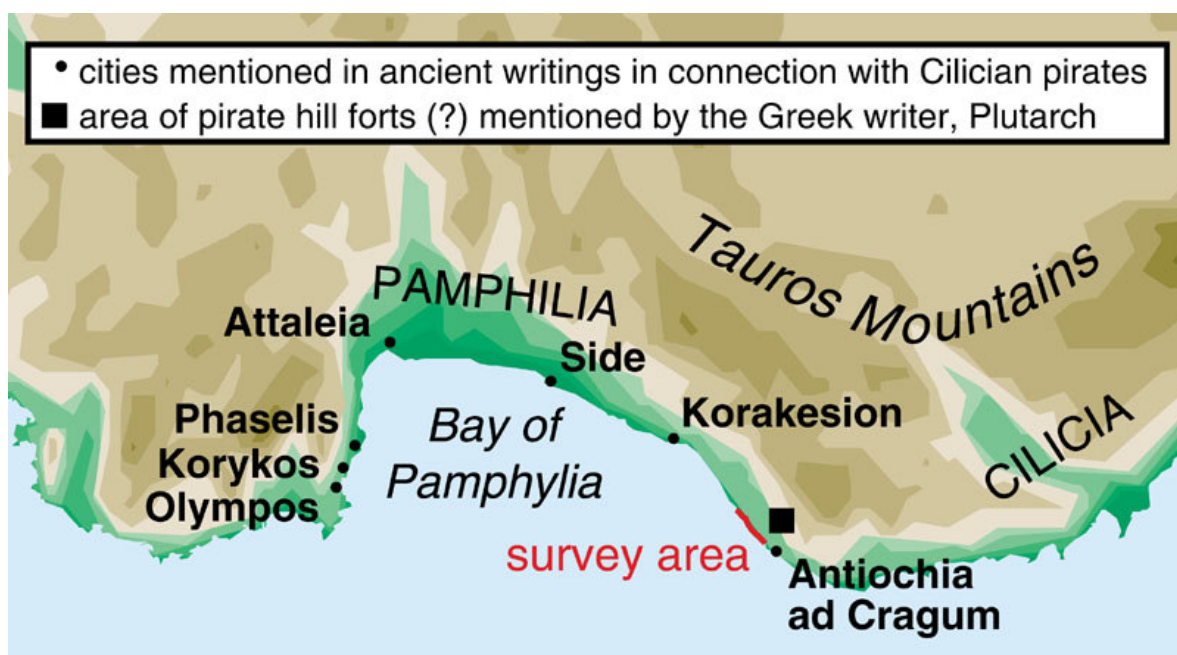 • cities mentioned in ancient writings in connection with Cilician pirates
■ area of pirate hill forts (?) mentioned by the Greek writer, Plutarch
Tauros Mountains
PAMPHILIA
Attaleia
Side
Phaselis
Korykos
Olympos
Bay of
Pamphylia
Korakesion
CILICIA
survey area
Antiochia
ad Cragum